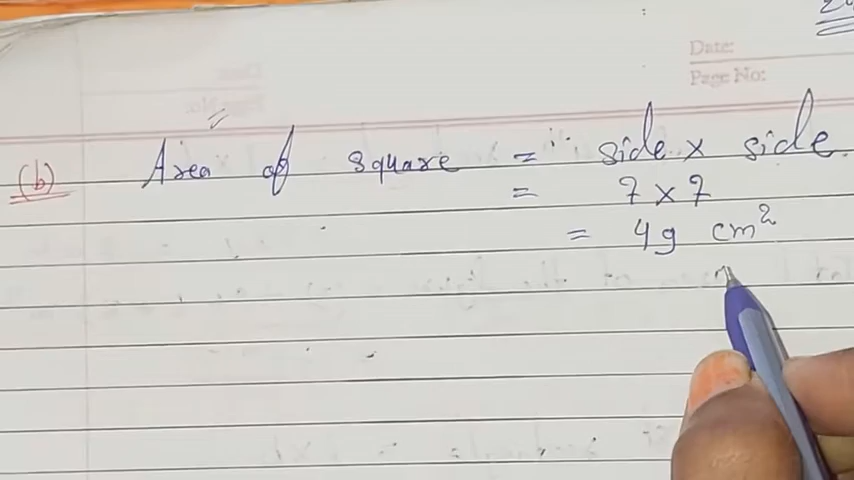 Date:
Page No:
(b) Area of square = side × side
= 7 × 7
= 49 cm²